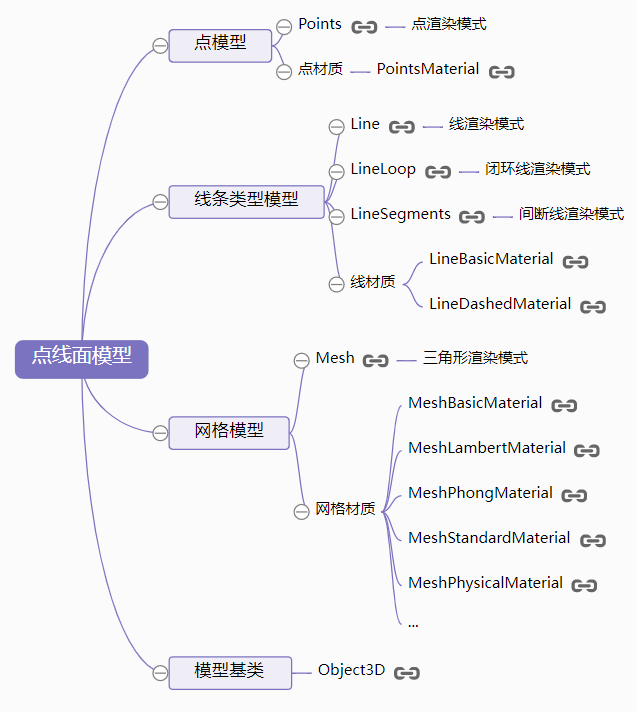 点线面模型
点模型
Points
点渲染模式
点材质
PointsMaterial
线条类型模型
Line
线渲染模式
LineLoop
闭环线渲染模式
LineSegments
间断线渲染模式
线材质
LineBasicMaterial
LineDashedMaterial
网格模型
Mesh
三角形渲染模式
网格材质
MeshBasicMaterial
MeshLambertMaterial
MeshPhongMaterial
MeshStandardMaterial
MeshPhysicalMaterial
...
模型基类
Object3D